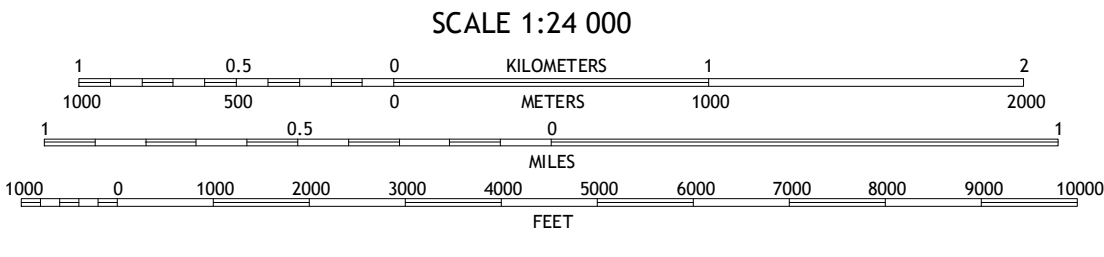 SCALE 1:24 000
1 0.5 0 KILOMETERS 1 2
1000 500 0 METERS 1000 2000
1 0.5 0 1
MILES
1000 0 1000 2000 3000 4000 5000 6000 7000 8000 9000 10000
FEET